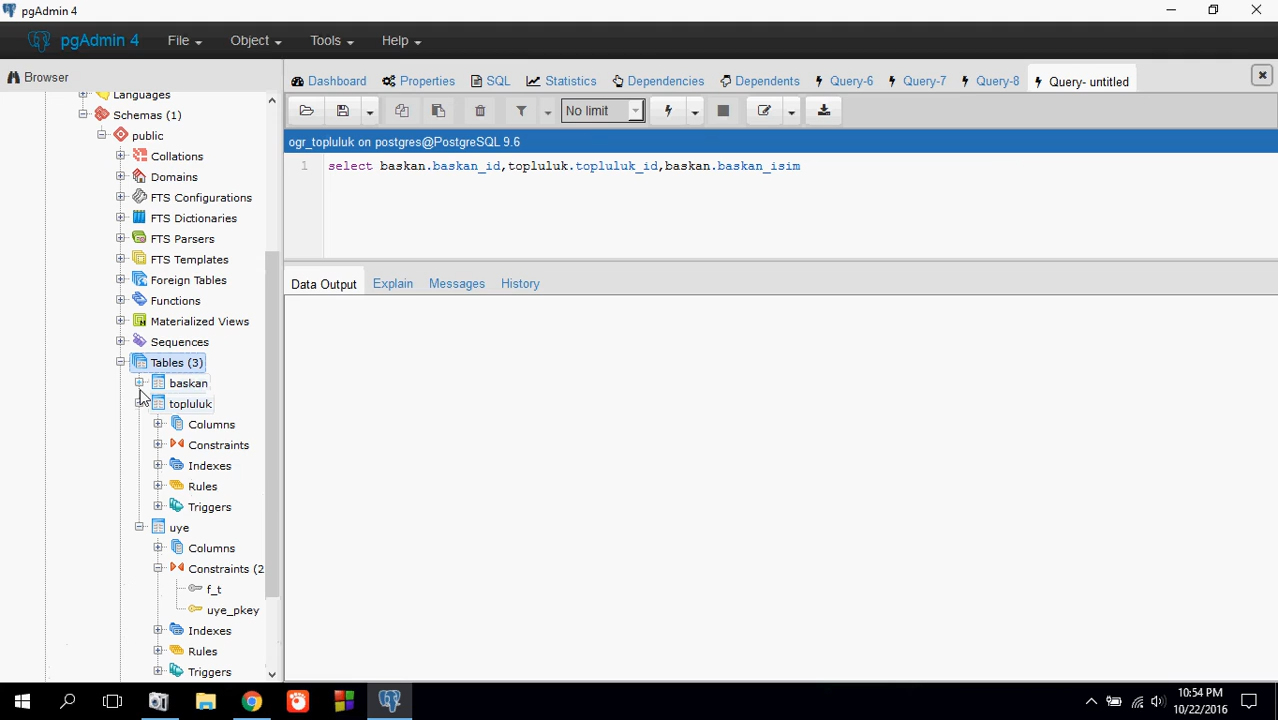 pgAdmin 4
pgAdmin 4 File Object Tools Help
Browser
Dashboard Properties SQL Statistics Dependencies Dependents Query-6 Query-7 Query-8 Query- untitled
No limit
ogr_topluluk on postgres@PostgreSQL 9.6
1 select baskan.baskan_id,topluluk.topluluk_id,baskan.baskan_isim
Data Output Explain Messages History
Languages
Schemas (1)
public
Collations
Domains
FTS Configurations
FTS Dictionaries
FTS Parsers
FTS Templates
Foreign Tables
Functions
Materialized Views
Sequences
Tables (3)
baskan
topluluk
Columns
Constraints
Indexes
Rules
Triggers
uye
Columns
Constraints (2
f_t
uye_pkey
Indexes
Rules
Triggers
10:54 PM
10/22/2016